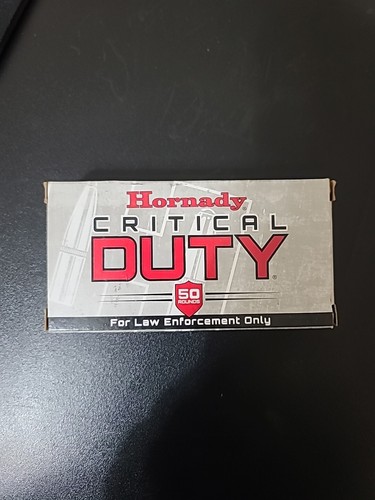 Hornady
CRITICAL
DUTY®
50
ROUNDS
For Law Enforcement Only